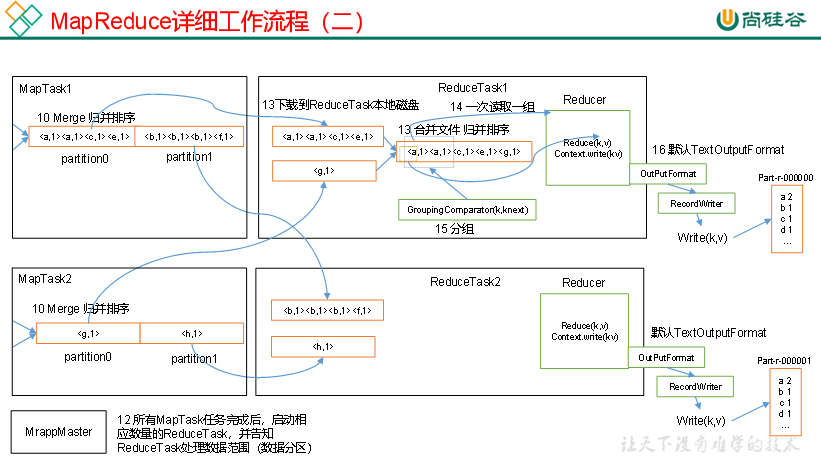 MapReduce详细工作流程（二）
尚硅谷
MapTask1
10 Merge 归并排序
<a,1><a,1><c,1><e,1>
<b,1><b,1><b,1><f,1>
partition0
partition1
ReduceTask1
13下载到ReduceTask本地磁盘
<a,1><a,1><c,1><e,1>
<g,1>
13 合并文件 归并排序
<a,1><a,1><c,1><e,1><g,1>
14 一次读取一组
GroupingComparator(k,knext)
15 分组
Reducer
Reduce(k,v)
Context.write(kv)
16 默认TextOutputFormat
OutPutFormat
RecordWriter
Write(k,v)
Part-r-000000
a 2
b 1
c 1
d 1
...
MapTask2
10 Merge 归并排序
<g,1>
<h,1>
partition0
partition1
ReduceTask2
<b,1><b,1><b,1><f,1>
<h,1>
Reducer
Reduce(k,v)
Context.write(kv)
默认TextOutputFormat
OutPutFormat
RecordWriter
Write(k,v)
Part-r-000001
a 2
b 1
c 1
d 1
...
MrappMaster
12 所有MapTask任务完成后，启动相
应数量的ReduceTask，并告知
ReduceTask处理数据范围（数据分区）
让天下没有难学的技术